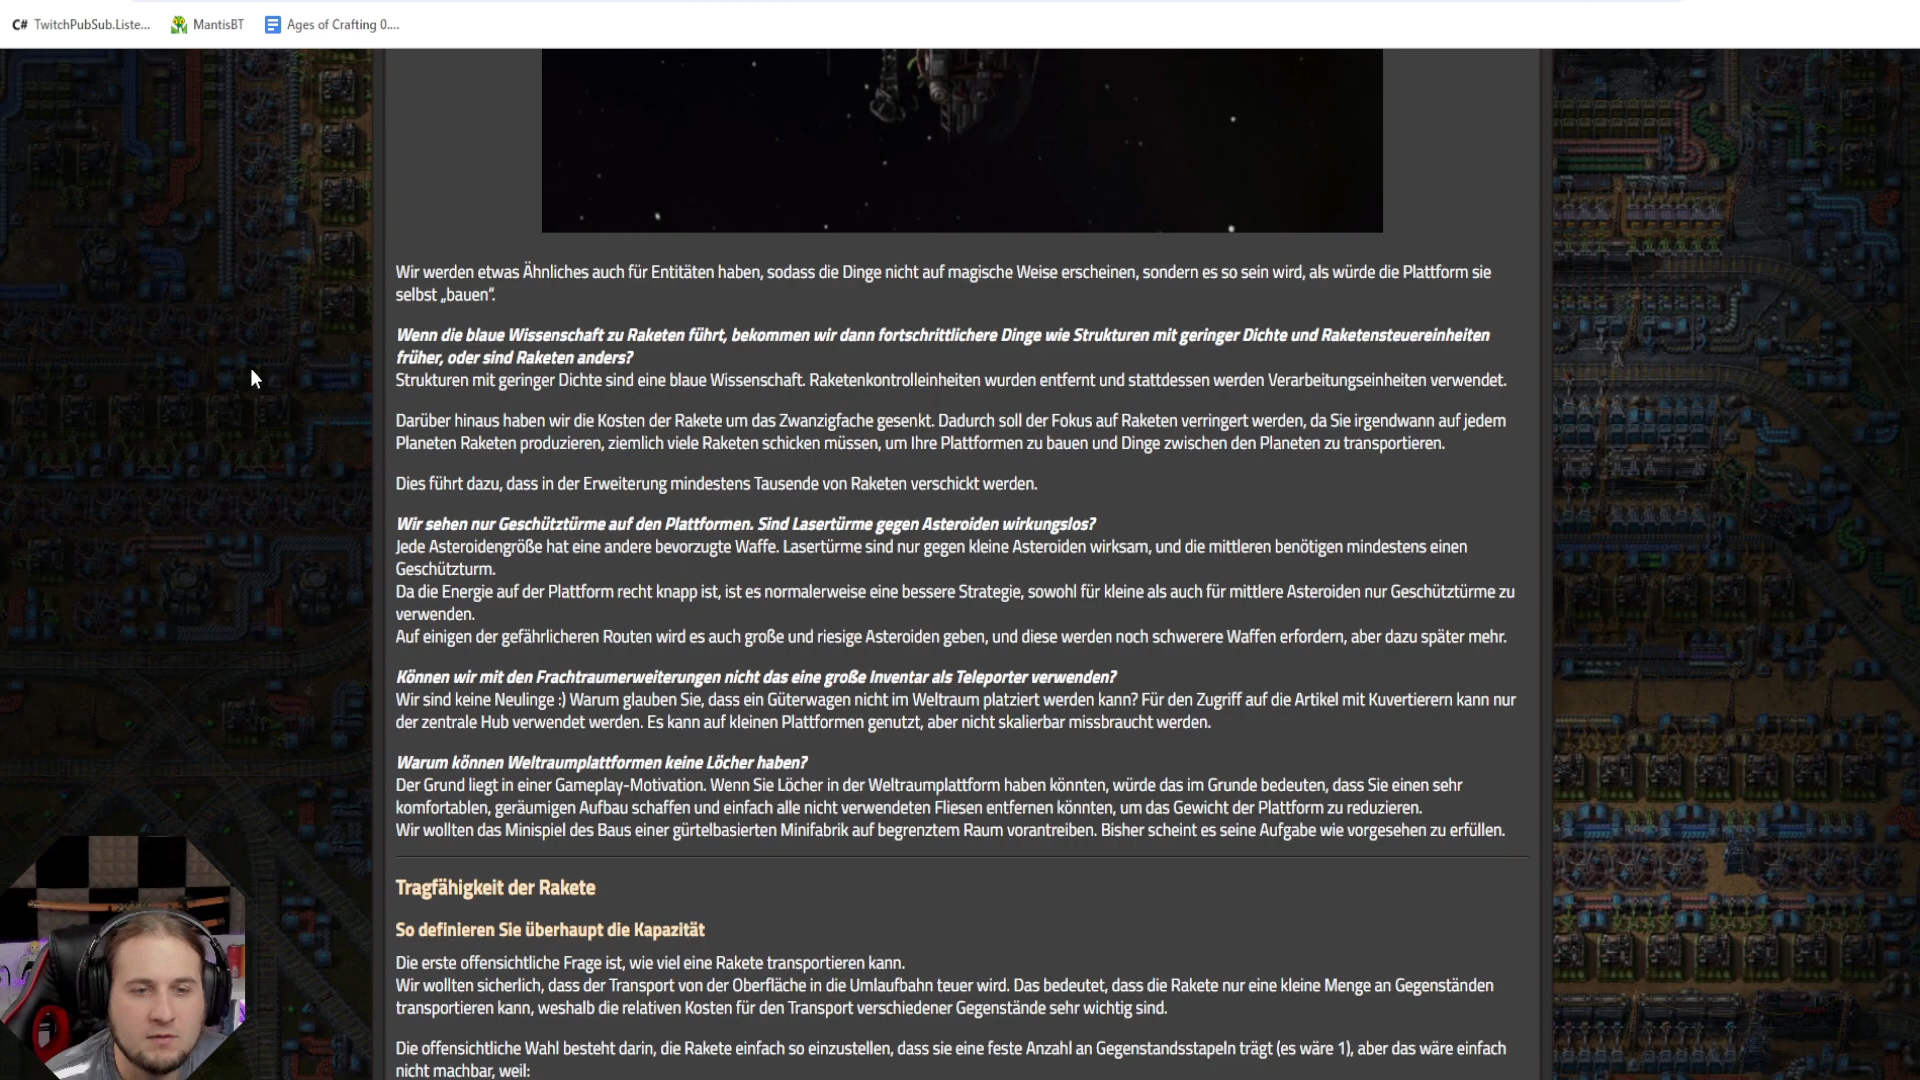 TwitchPubSub.Liste...
MantisBT
Ages of Crafting 0....
Wir werden etwas Ähnliches auch für Entitäten haben, sodass die Dinge nicht auf magische Weise erscheinen, sondern es so sein wird, als würde die Plattform sie
selbst „bauen“.
Wenn die blaue Wissenschaft zu Raketen führt, bekommen wir dann fortschrittlichere Dinge wie Strukturen mit geringer Dichte und Raketensteuereinheiten
früher, oder sind Raketen anders?
Strukturen mit geringer Dichte sind eine blaue Wissenschaft. Raketenkontrolleinheiten wurden entfernt und stattdessen werden Verarbeitungseinheiten verwendet.
Darüber hinaus haben wir die Kosten der Rakete um das Zwanzigfache gesenkt. Dadurch soll der Fokus auf Raketen verringert werden, da Sie irgendwann auf jedem
Planeten Raketen produzieren, ziemlich viele Raketen schicken müssen, um Ihre Plattformen zu bauen und Dinge zwischen den Planeten zu transportieren.
Dies führt dazu, dass in der Erweiterung mindestens Tausende von Raketen verschickt werden.
Wir sehen nur Geschütztürme auf den Plattformen. Sind Lasertürme gegen Asteroiden wirkungslos?
Jede Asteroidengröße hat eine andere bevorzugte Waffe. Lasertürme sind nur gegen kleine Asteroiden wirksam, und die mittleren benötigen mindestens einen
Geschützturm.
Da die Energie auf der Plattform recht knapp ist, ist es normalerweise eine bessere Strategie, sowohl für kleine als auch für mittlere Asteroiden nur Geschütztürme zu
verwenden.
Auf einigen der gefährlicheren Routen wird es auch große und riesige Asteroiden geben, und diese werden noch schwerere Waffen erfordern, aber dazu später mehr.
Können wir mit den Frachtraumerweiterungen nicht das eine große Inventar als Teleporter verwenden?
Wir sind keine Neulinge :) Warum glauben Sie, dass ein Güterwagen nicht im Weltraum platziert werden kann? Für den Zugriff auf die Artikel mit Kuvertierern kann nur
der zentrale Hub verwendet werden. Es kann auf kleinen Plattformen genutzt, aber nicht skalierbar missbraucht werden.
Warum können Weltraumplattformen keine Löcher haben?
Der Grund liegt in einer Gameplay-Motivation. Wenn Sie Löcher in der Weltraumplattform haben könnten, würde das im Grunde bedeuten, dass Sie einen sehr
komfortablen, geräumigen Aufbau schaffen und einfach alle nicht verwendeten Fliesen entfernen könnten, um das Gewicht der Plattform zu reduzieren.
Wir wollten das Minispiel des Baus einer gürtelbasierten Minifabrik auf begrenztem Raum vorantreiben. Bisher scheint es seine Aufgabe wie vorgesehen zu erfüllen.
Tragfähigkeit der Rakete
So definieren Sie überhaupt die Kapazität
Die erste offensichtliche Frage ist, wie viel eine Rakete transportieren kann.
Wir wollten sicherlich, dass der Transport von der Oberfläche in die Umlaufbahn teuer wird. Das bedeutet, dass die Rakete nur eine kleine Menge an Gegenständen
transportieren kann, weshalb die relativen Kosten für den Transport verschiedener Gegenstände sehr wichtig sind.
Die offensichtliche Wahl besteht darin, die Rakete einfach so einzustellen, dass sie eine feste Anzahl an Gegenstandsstapeln trägt (es wäre 1), aber das wäre einfach
nicht machbar, weil: